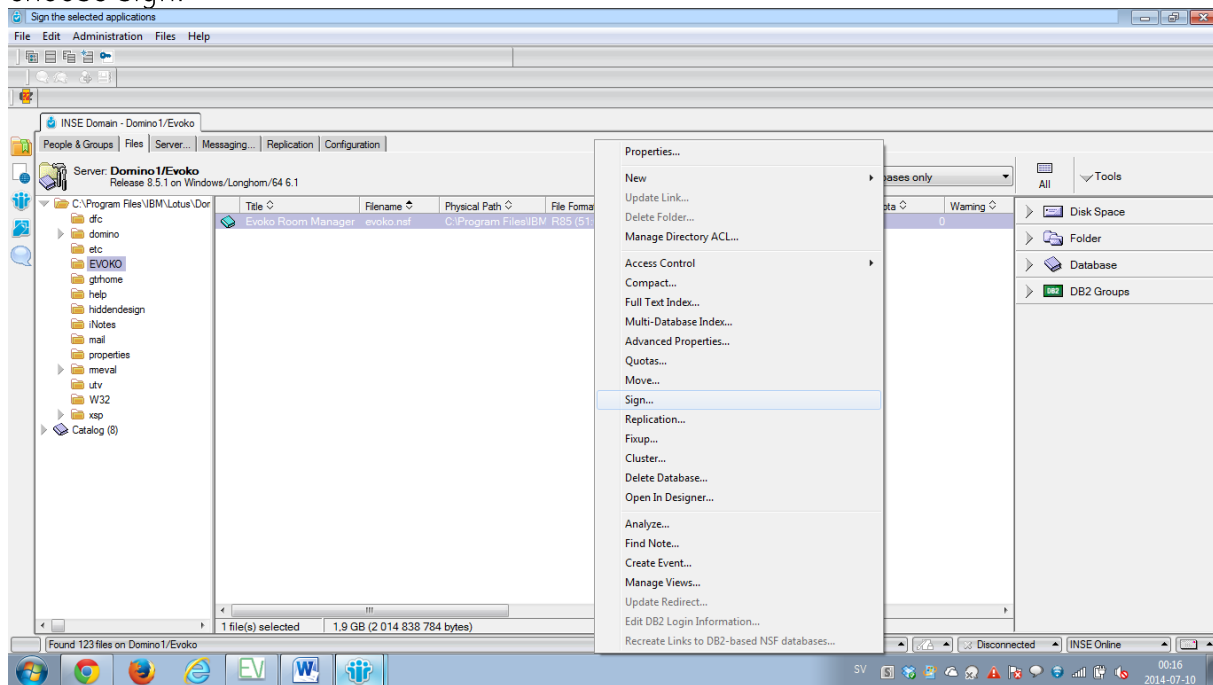 choose Sign.
Sign the selected applications
File Edit Administration Files Help
INSE Domain - Domino1/Evoko
People & Groups Files Server... Messaging... Replication Configuration
Server: Domino1/Evoko
Release 8.5.1 on Windows/Longhorn/64 6.1
bases only
All
Tools
C:\Program Files\IBM\Lotus\Dor
dfc
domino
etc
EVOKO
gtrhome
help
hiddendesign
iNotes
mail
properties
meval
utv
W32
xsp
Catalog (8)
Title Filename Physical Path File Forma
Evoko Room Manager evoko.nsf C:\Program Files\IBM R85 (51:
ota Warning
0
Properties...
New
Update Link...
Delete Folder...
Manage Directory ACL...
Access Control
Compact...
Full Text Index...
Multi-Database Index...
Advanced Properties...
Quotas...
Move...
Sign...
Replication...
Fixup...
Cluster...
Delete Database...
Open In Designer...
Analyze...
Find Note...
Create Event...
Manage Views...
Update Redirect...
Edit DB2 Login Information...
Recreate Links to DB2-based NSF databases...
Disk Space
Folder
Database
DB2 DB2 Groups
1 file(s) selected 1,9 GB (2 014 838 784 bytes)
Found 123 files on Domino1/Evoko
Disconnected INSE Online
EV W
SV
00:16
2014-07-10